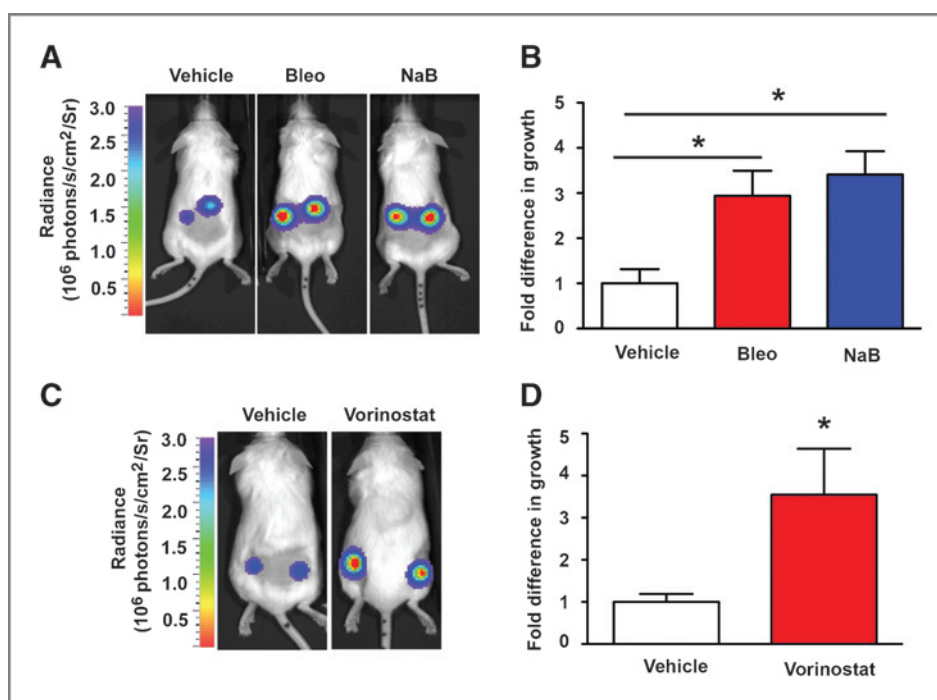 A
Vehicle
Bleo
NaB
Radiance
(10⁶ photons/s/cm²/Sr)
3.0
2.5
2.0
1.5
1.0
0.5
B
Fold difference in growth
5
4
3
2
1
0
*
*
Vehicle
Bleo
NaB
C
Vehicle
Vorinostat
Radiance
(10⁶ photons/s/cm²/Sr)
3.0
2.5
2.0
1.5
1.0
0.5
D
Fold difference in growth
5
4
3
2
1
0
*
Vehicle
Vorinostat